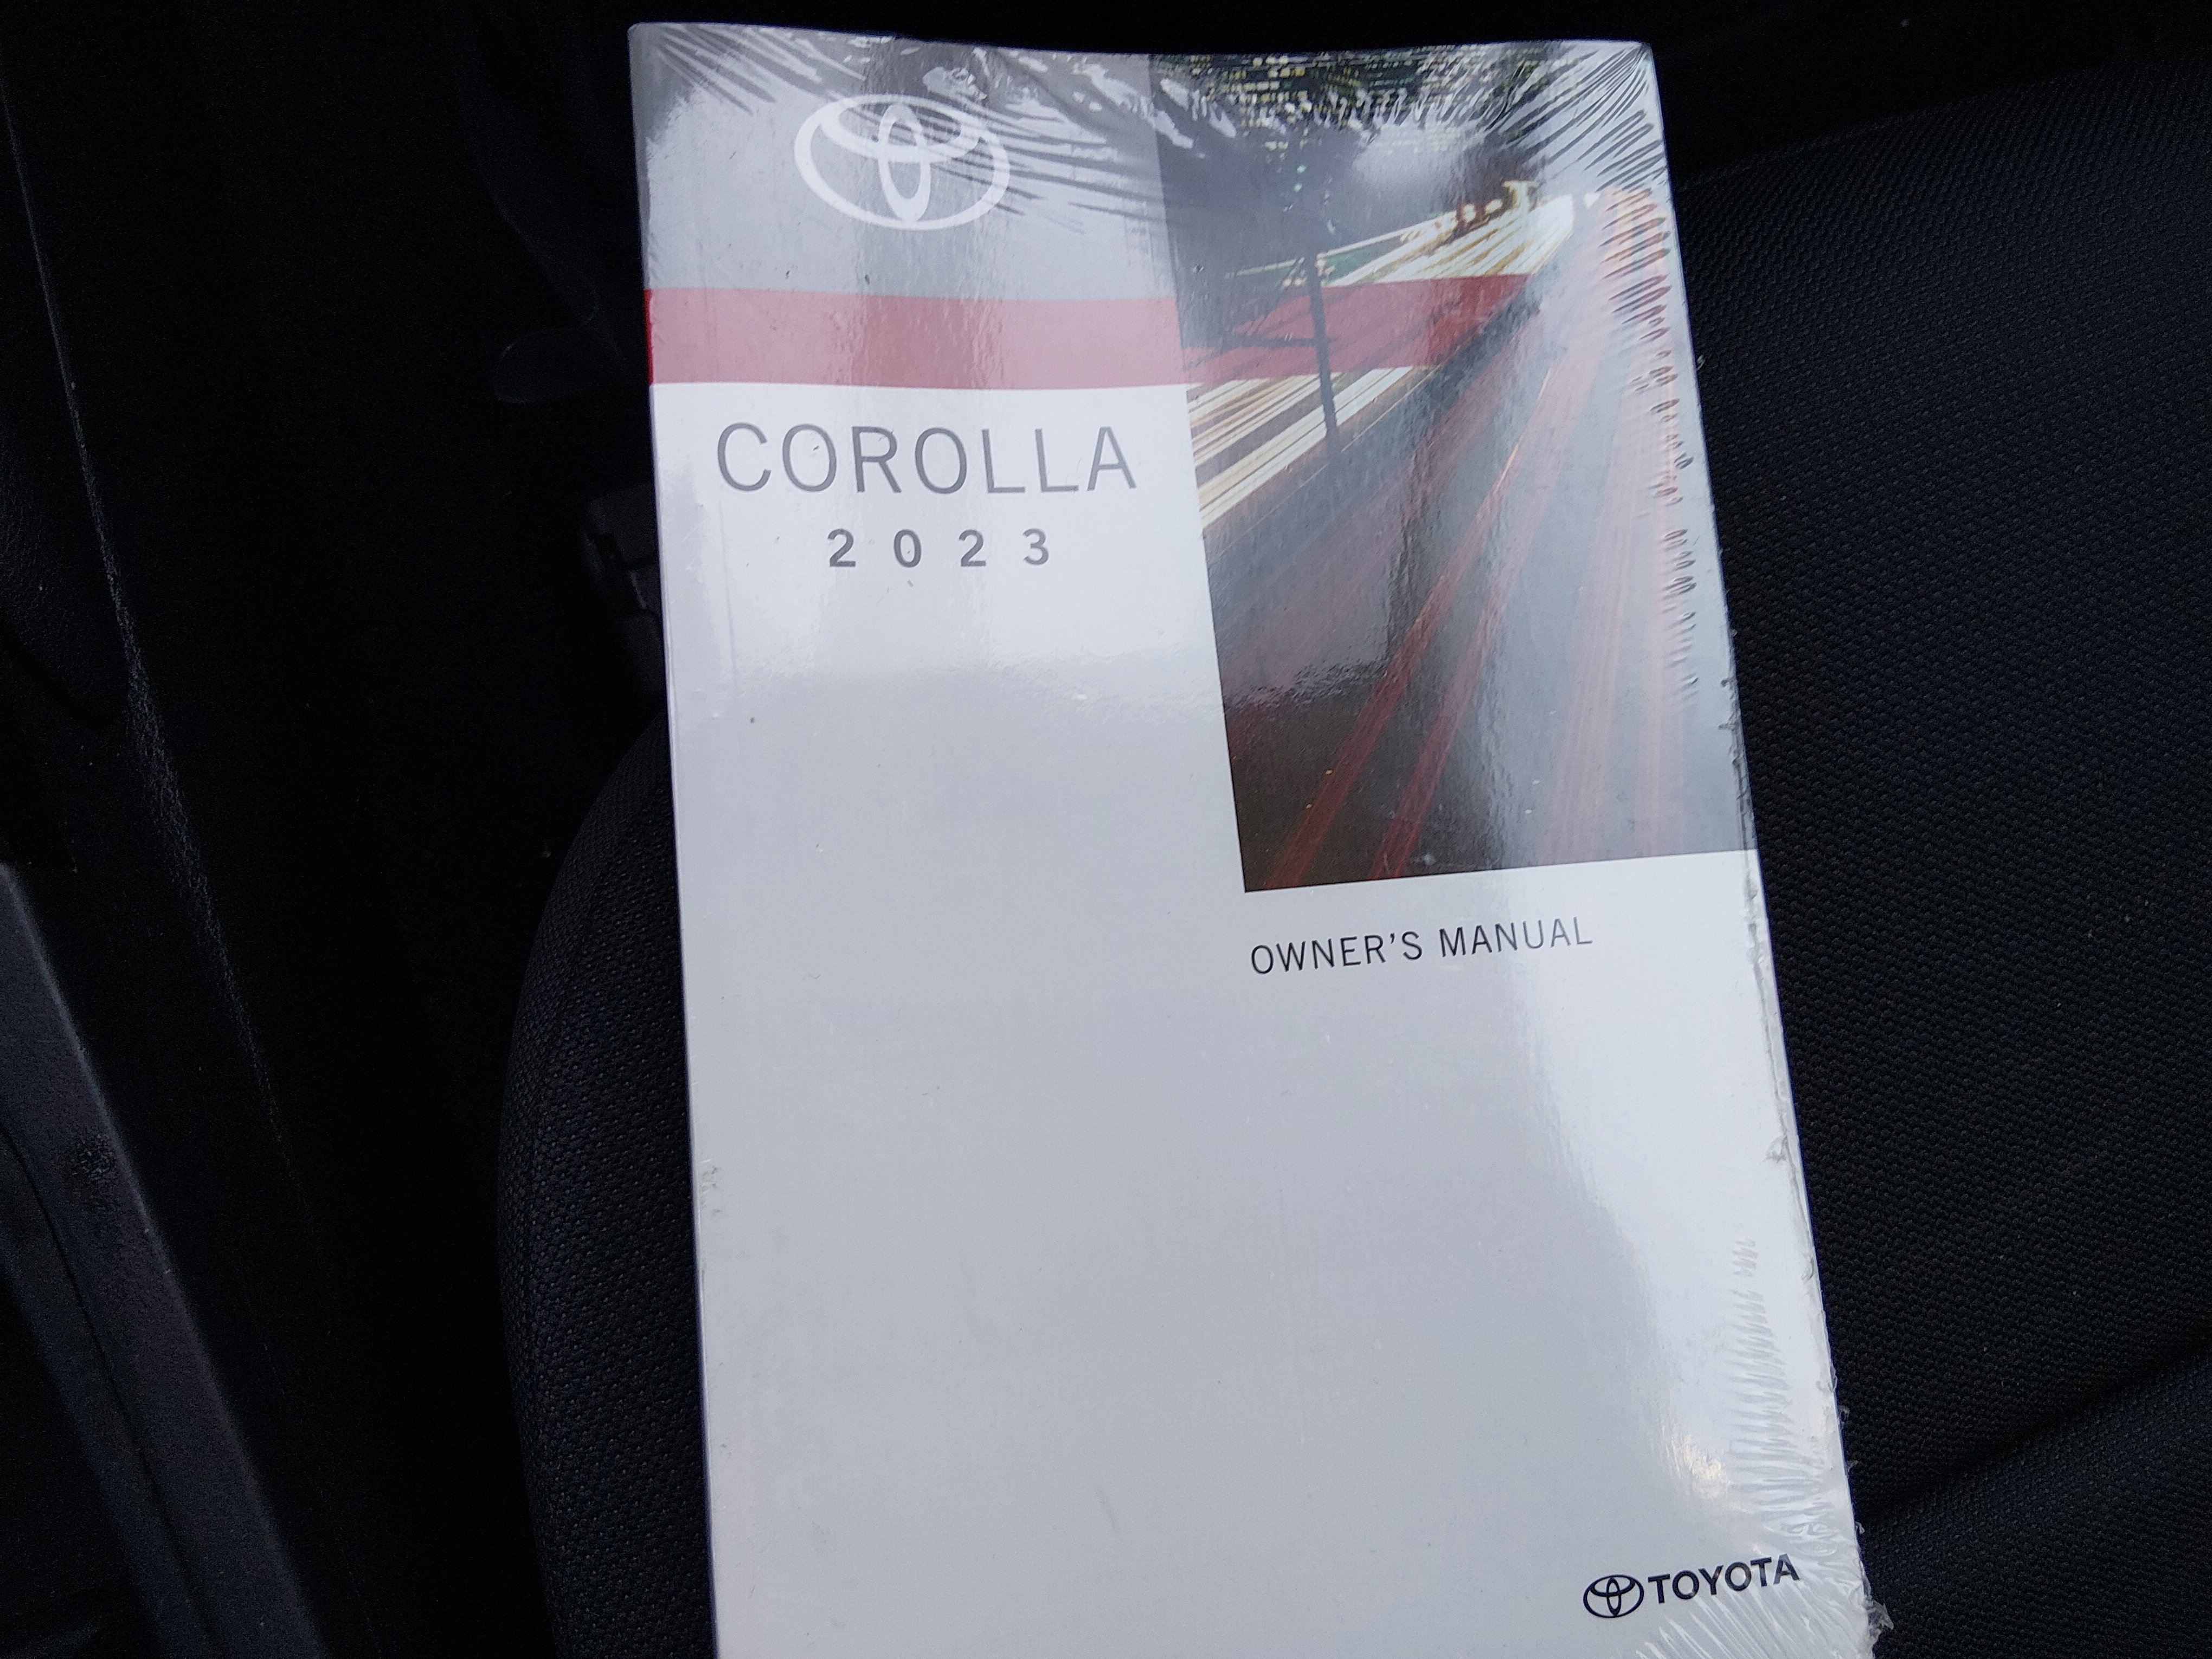 COROLLA
2023
OWNER'S MANUAL
TOYOTA